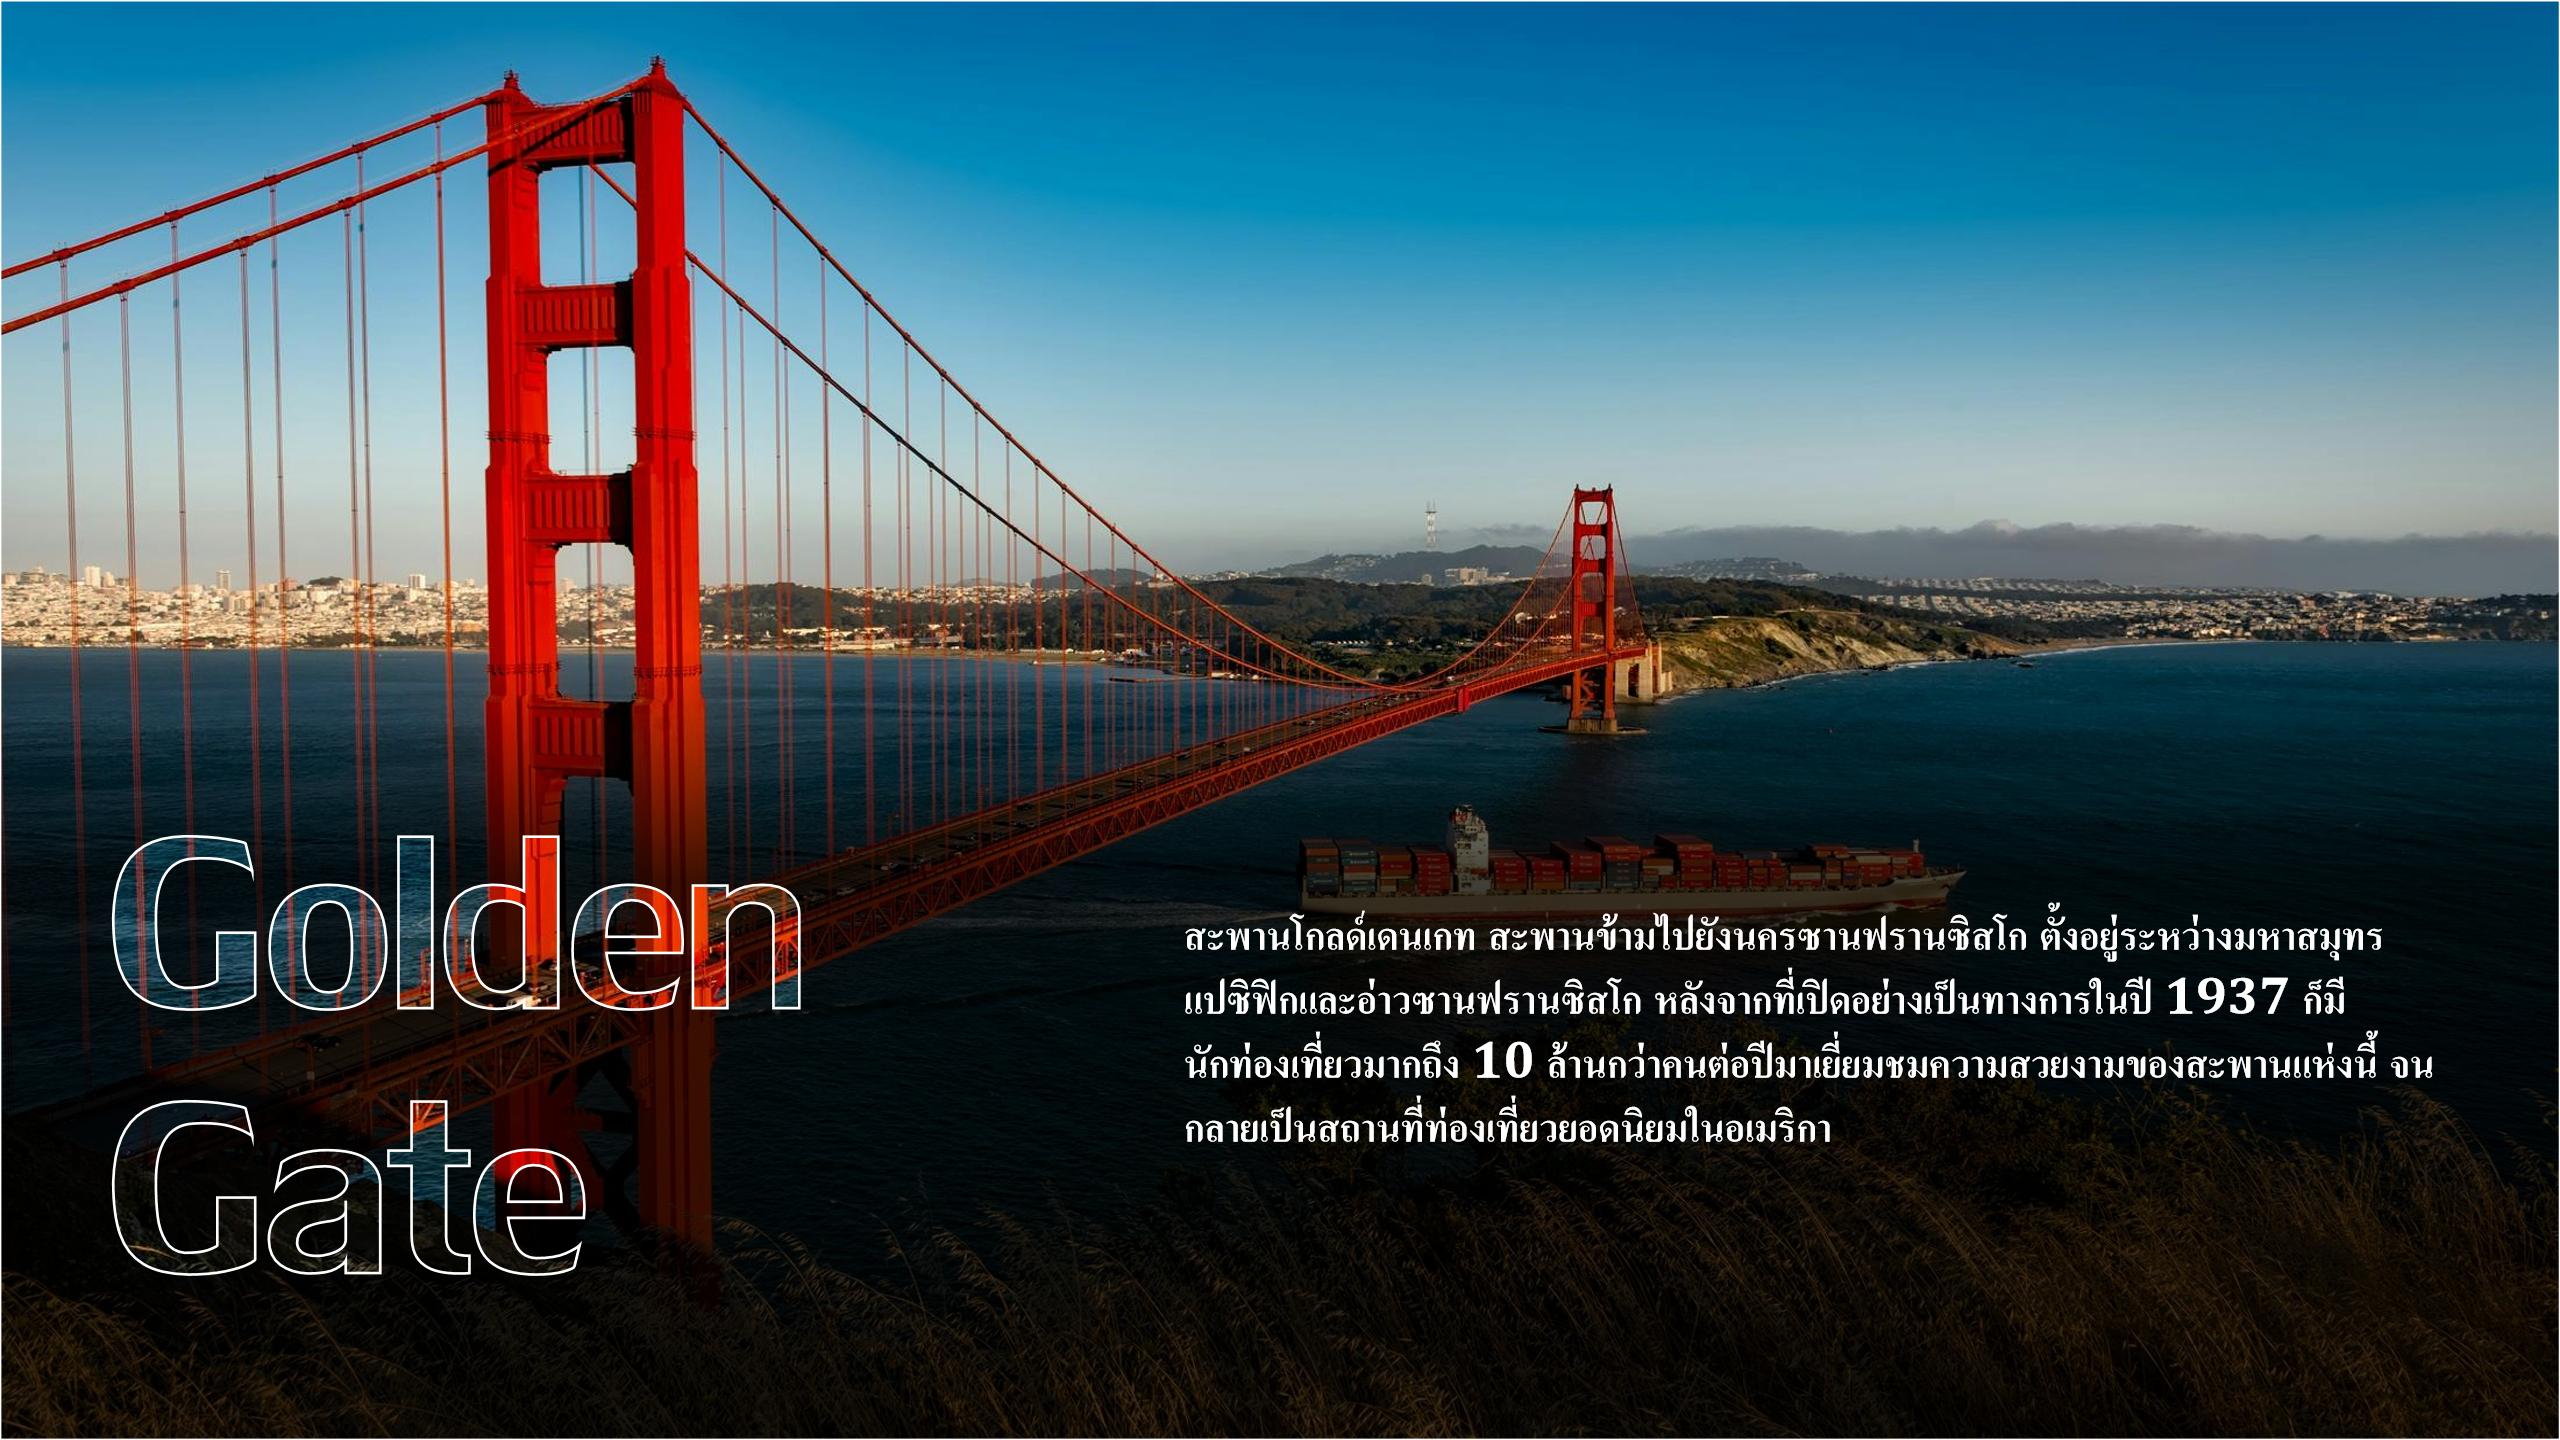 Golden
Gate
สะพานโกลด์เดนเกท สะพานข้ามไปยังนครซานฟรานซิสโก ตั้งอยู่ระหว่างมหาสมุทร
แปซิฟิกและอ่าวซานฟรานซิสโก หลังจากที่เปิดอย่างเป็นทางการในปี 1937 ก็มี
นักท่องเที่ยวมากถึง 10 ล้านกว่าคนต่อปีมาเยี่ยมชมความสวยงามของสะพานแห่งนี้ จน
กลายเป็นสถานที่ท่องเที่ยวยอดนิยมในอเมริกา